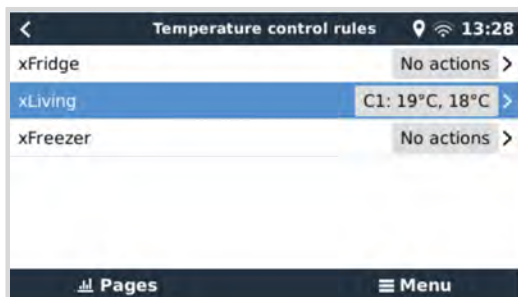 Temperature control rules 13:28
xFridge No actions
xLiving C1: 19°C, 18°C
xFreezer No actions
Pages Menu